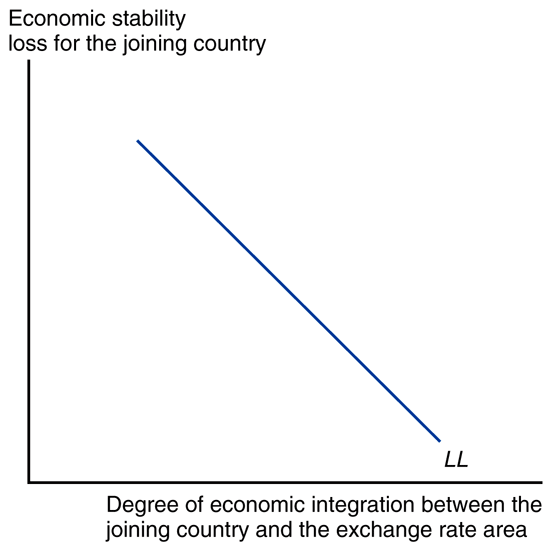 Economic stability
loss for the joining country
LL
Degree of economic integration between the
joining country and the exchange rate area